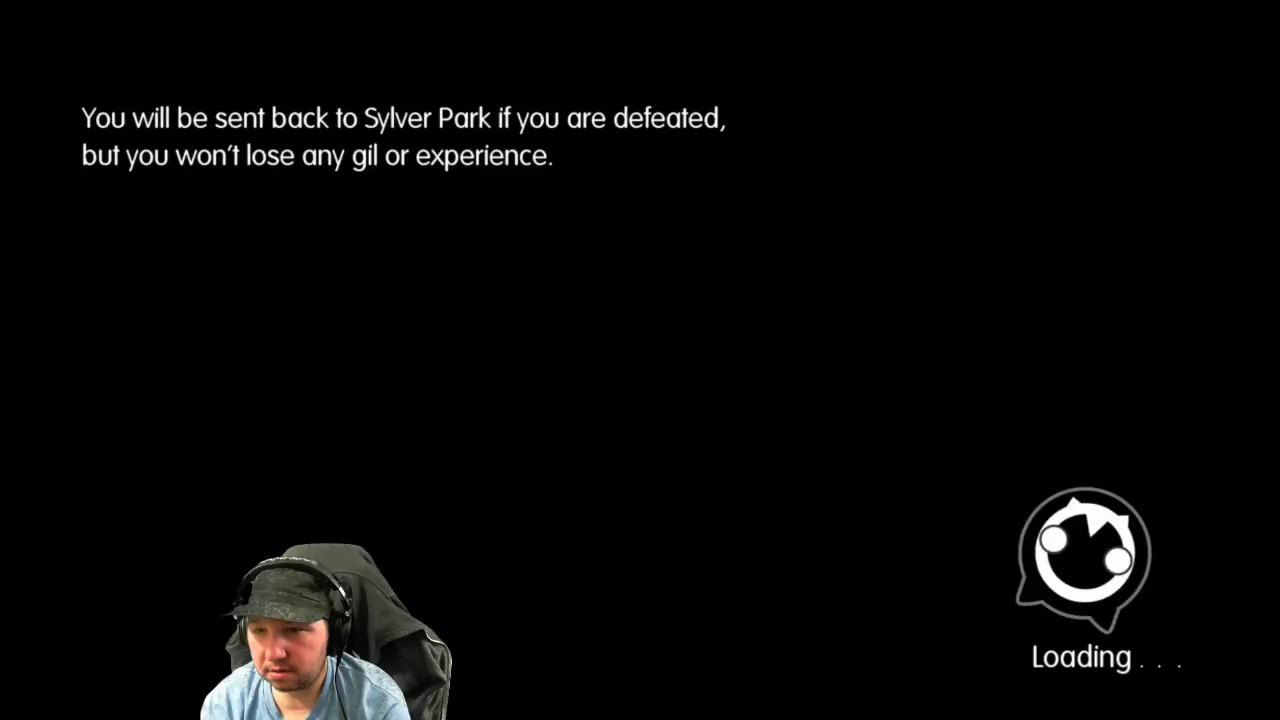 You will be sent back to Sylver Park if you are defeated,
but you won't lose any gil or experience.
Loading . . .